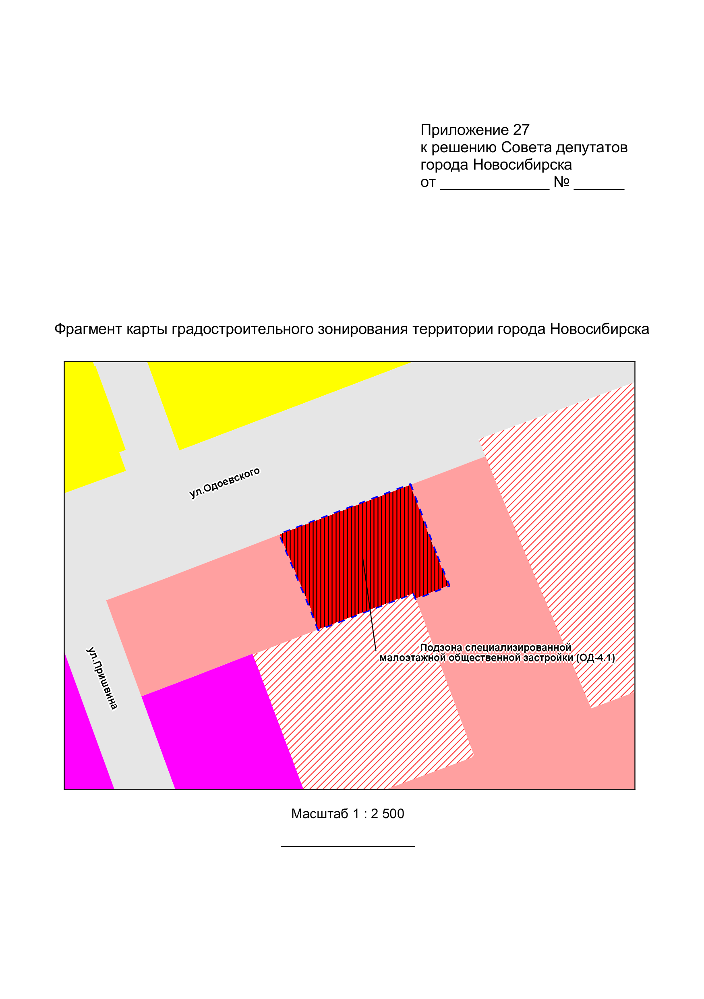 Приложение 27
к решению Совета депутатов
города Новосибирска
от _____________ № ______
Фрагмент карты градостроительного зонирования территории города Новосибирска
ул.Одоевского
ул.Пришвина
Подзона специализированной
малоэтажной общественной застройки (ОД-4.1)
Масштаб 1 : 2 500